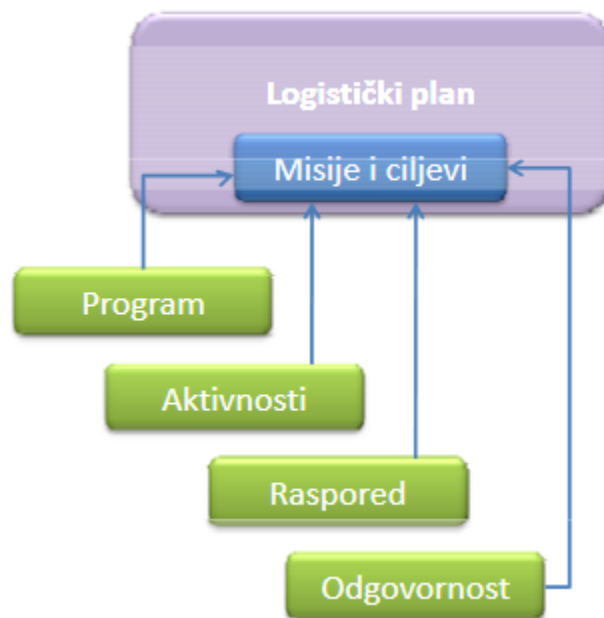 Logistički plan
Misije i ciljevi
Program
Aktivnosti
Raspored
Odgovornost